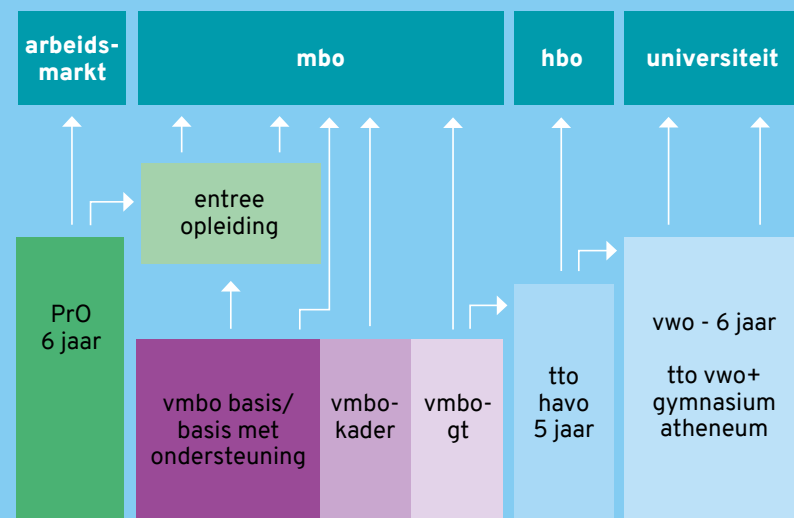 arbeids-
markt
mbo
hbo
universiteit
entree
opleiding
PrO
6 jaar
vmbo basis/
basis met
ondersteuning
vmbo-
kader
vmbo-
gt
tto
havo
5 jaar
vwo - 6 jaar
tto vwo+
gymnasium
atheneum